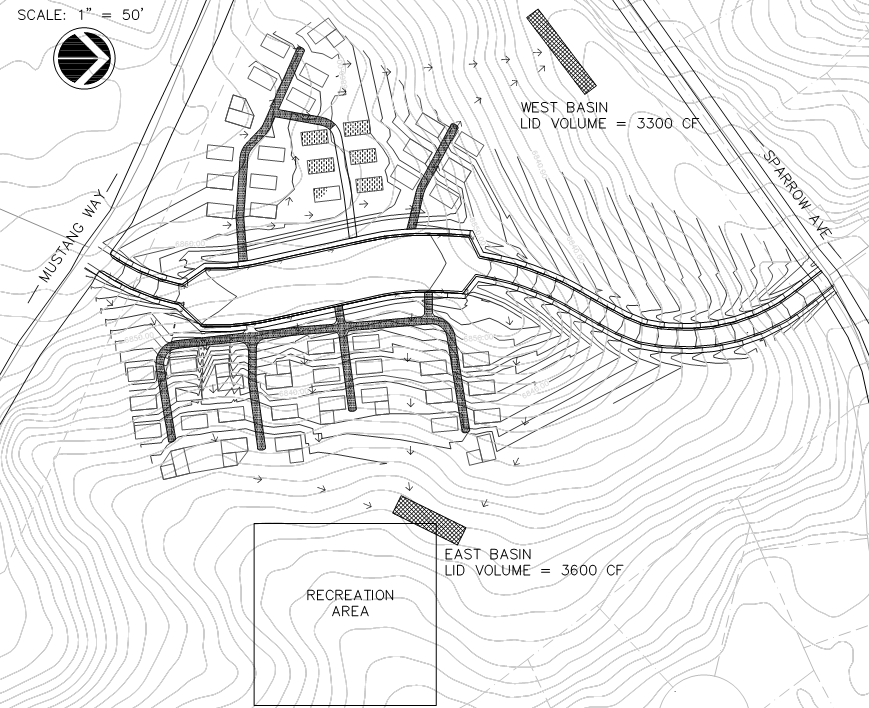 SCALE: 1" = 50'
WEST BASIN
LID VOLUME = 3300 CF
SPARROW AVE
MUSTANG WAY
EAST BASIN
LID VOLUME = 3600 CF
RECREATION
AREA